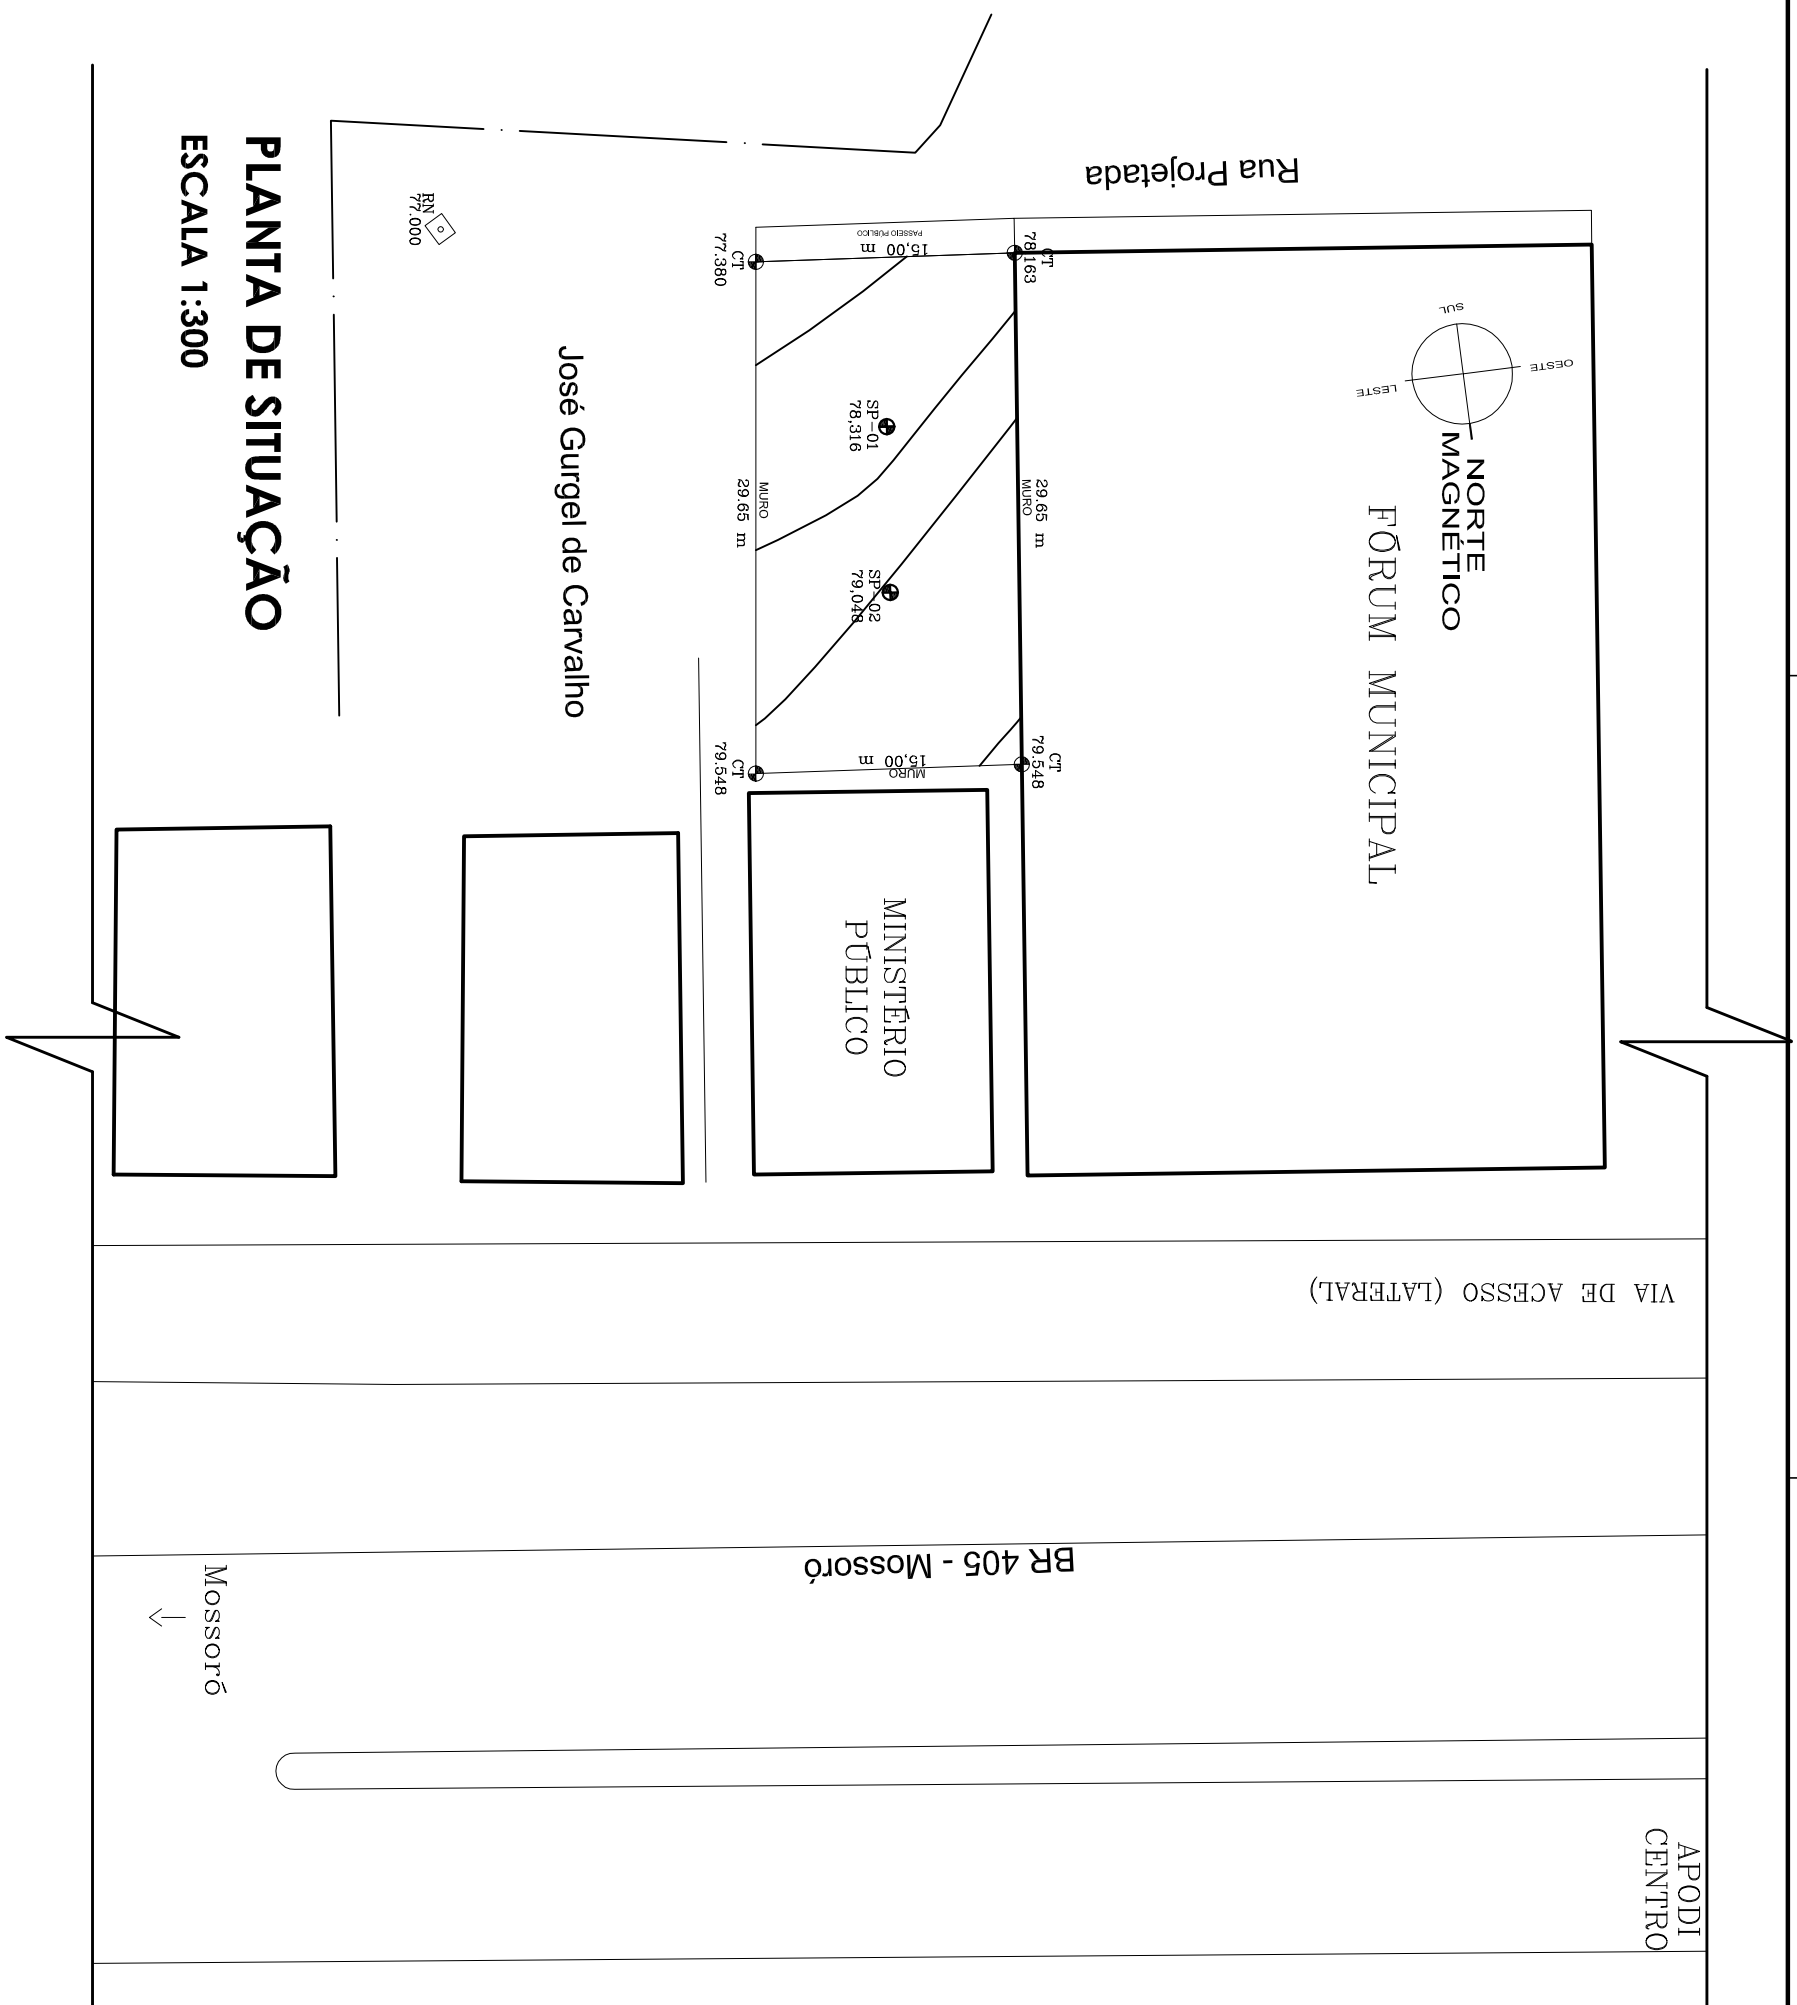 Rua Projetada
PLANTA DE SITUAÇÃO
ESCALA 1:300
RN
77.000
José Gurgel de Carvalho
PASSEIO PÚBLICO
15,00 m
CT
77.380
CT
78.163
SP-01
78,316
SP-02
79,048
MURO
29.65 m
29.65 m
MURO
15,00 m
MURO
CT
79.548
CT
79.548
SUL
OESTE
LESTE
NORTE
MAGNÉTICO
FÓRUM MUNICIPAL
MINISTÉRIO
PÚBLICO
VIA DE ACESSO (LATERAL)
BR 405 - Mossoró
Mossoró
APODI
CENTRO